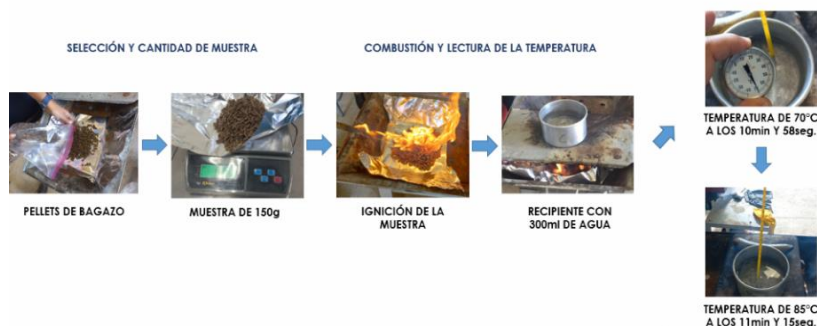 SELECCIÓN Y CANTIDAD DE MUESTRA
COMBUSTIÓN Y LECTURA DE LA TEMPERATURA
PELLETS DE BAGAZO
MUESTRA DE 150g
IGNICIÓN DE LA
MUESTRA
RECIPIENTE CON
300ml DE AGUA
TEMPERATURA DE 70°C
A LOS 10min Y 58seg.
TEMPERATURA DE 85°C
A LOS 11min Y 15seg.